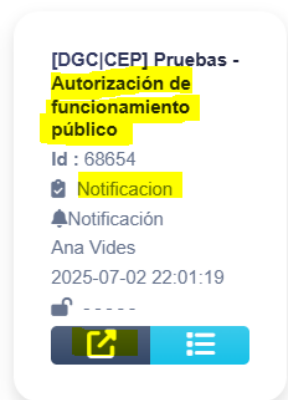 [DGC|CEP] Pruebas -
Autorización de
funcionamiento
público
Id : 68654
Notificacion
Notificación
Ana Vides
2025-07-02 22:01:19
- - - - -